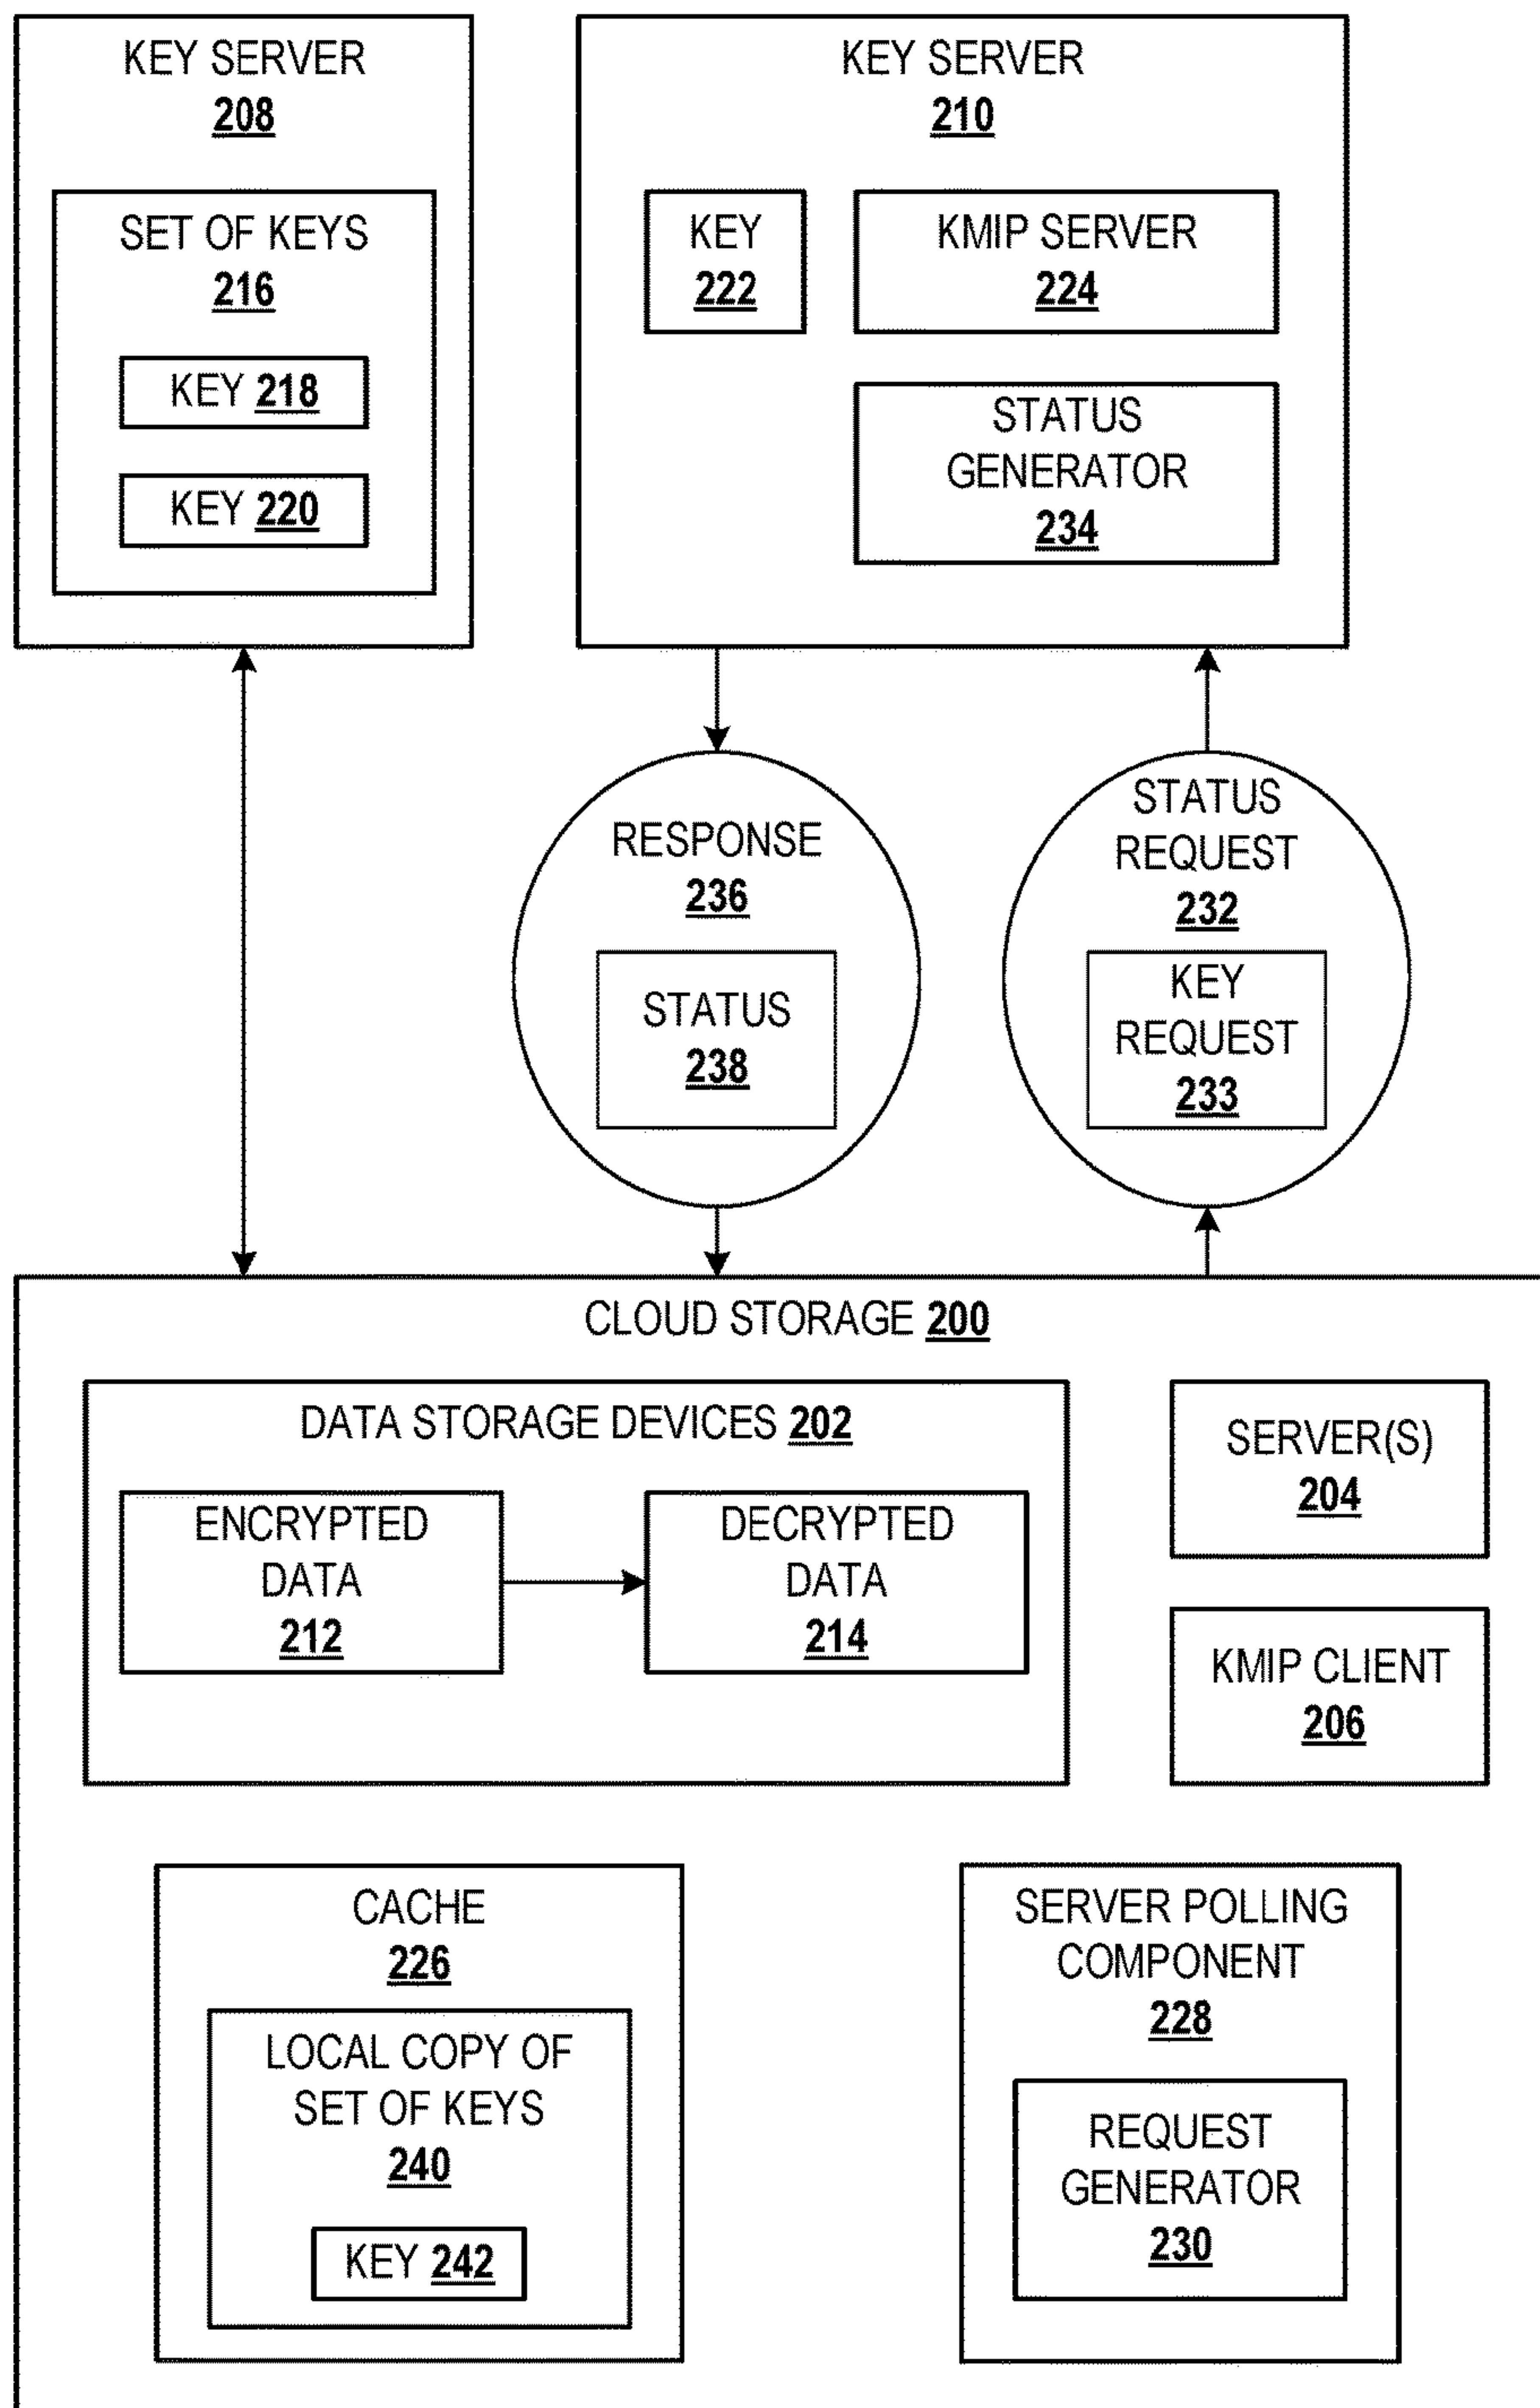 KEY SERVER
208
SET OF KEYS
216
KEY 218
KEY 220
KEY SERVER
210
KEY
222
KMIP SERVER
224
STATUS
GENERATOR
234
RESPONSE
236
STATUS
238
STATUS
REQUEST
232
KEY
REQUEST
233
CLOUD STORAGE 200
DATA STORAGE DEVICES 202
ENCRYPTED
DATA
212
DECRYPTED
DATA
214
SERVER(S)
204
KMIP CLIENT
206
CACHE
226
LOCAL COPY OF
SET OF KEYS
240
KEY 242
SERVER POLLING
COMPONENT
228
REQUEST
GENERATOR
230